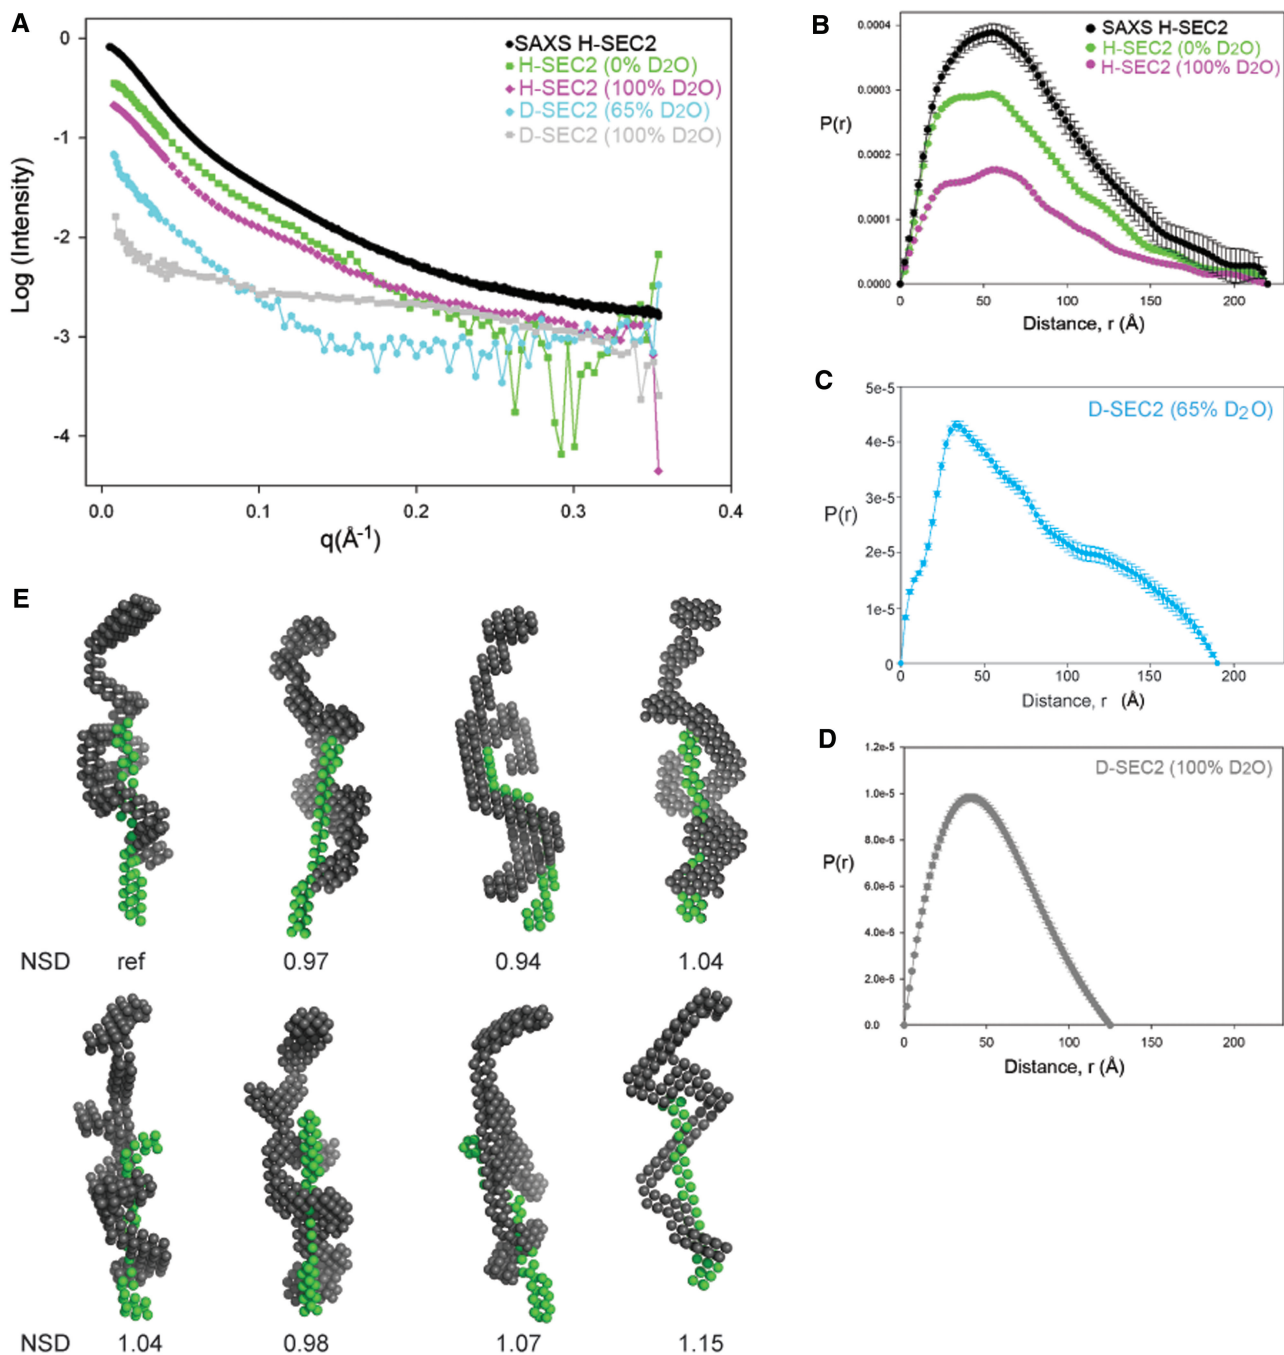 A
0
-1
-2
-3
-4
Log (Intensity)
SAXS H-SEC2
H-SEC2 (0% D2O)
H-SEC2 (100% D2O)
D-SEC2 (65% D2O)
D-SEC2 (100% D2O)
0.0 0.1 0.2 0.3 0.4
q(Å-1)
B
0.0004
0.0003
0.0002
0.0001
0.0000
P(r)
SAXS H-SEC2
H-SEC2 (0% D2O)
H-SEC2 (100% D2O)
0 50 100 150 200
Distance, r (Å)
C
5e-5
4e-5
3e-5
2e-5
1e-5
0
P(r)
D-SEC2 (65% D2O)
0 50 100 150 200
Distance, r (Å)
D
1.2e-5
1.0e-5
8.0e-6
6.0e-6
4.0e-6
2.0e-6
0.0
P(r)
D-SEC2 (100% D2O)
0 50 100 150 200
Distance, r (Å)
E
NSD ref 0.97 0.94 1.04
NSD 1.04 0.98 1.07 1.15